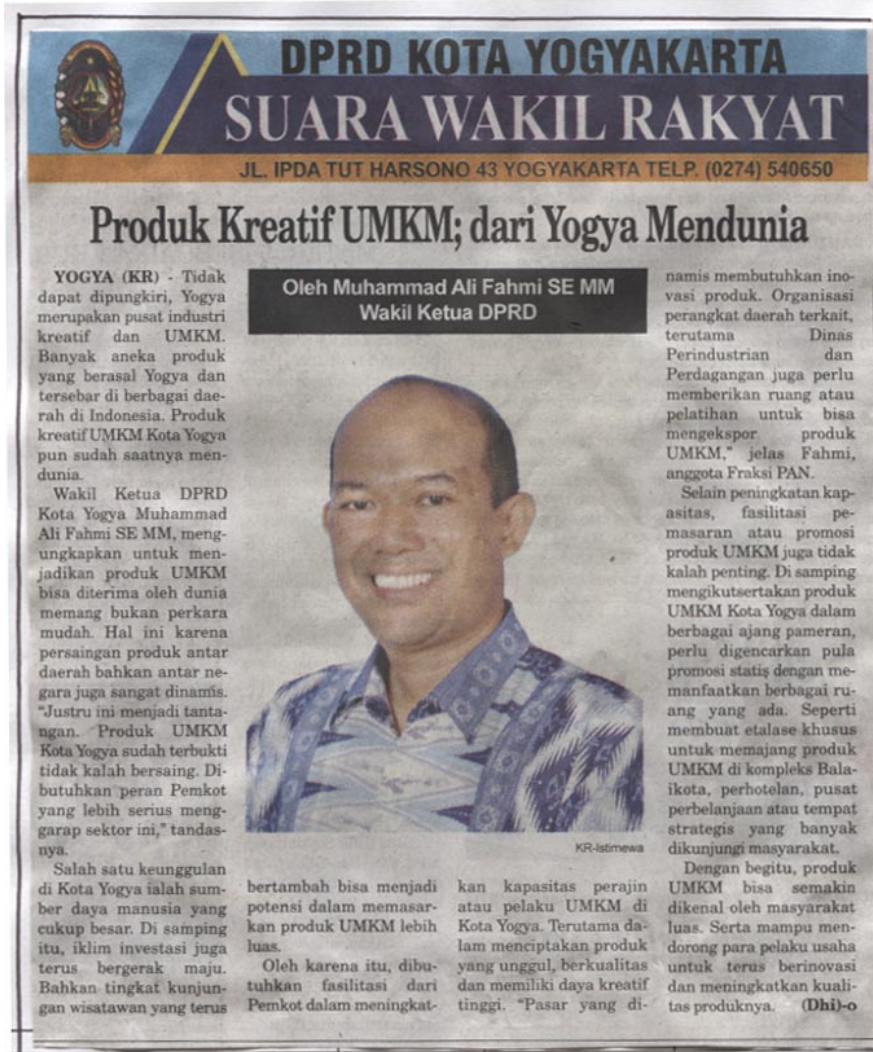 DPRD KOTA YOGYAKARTA
SUARA WAKIL RAKYAT
JL. IPDA TUT HARSONO 43 YOGYAKARTA TELP. (0274) 540650
Produk Kreatif UMKM; dari Yogya Mendunia
YOGYA (KR) - Tidak
dapat dipungkiri, Yogya
merupakan pusat industri
kreatif dan UMKM.
Banyak aneka produk
yang berasal Yogya dan
tersebar di berbagai dae-
rah di Indonesia. Produk
kreatif UMKM Kota Yogya
pun sudah saatnya men-
dunia.
Wakil Ketua DPRD
Kota Yogya Muhammad
Ali Fahmi SE MM, meng-
ungkapkan untuk men-
jadikan produk UMKM
bisa diterima oleh dunia
memang bukan perkara
mudah. Hal ini karena
persaingan produk antar
daerah bahkan antar ne-
gara juga sangat dinamis.
"Justru ini menjadi tanta-
ngan. Produk UMKM
Kota Yogya sudah terbukti
tidak kalah bersaing. Di-
butuhkan peran Pemkot
yang lebih serius meng-
garap sektor ini," tandas-
nya.
Salah satu keunggulan
di Kota Yogya ialah sum-
ber daya manusia yang
cukup besar. Di samping
itu, iklim investasi juga
terus bergerak maju.
Bahkan tingkat kunjun-
gan wisatawan yang terus
Oleh Muhammad Ali Fahmi SE MM
Wakil Ketua DPRD
KR-Istimewa
bertambah bisa menjadi
potensi dalam memasar-
kan produk UMKM lebih
luas.
Oleh karena itu, dibu-
tuhkan fasilitasi dari
Pemkot dalam meningkat-
kan kapasitas perajin
atau pelaku UMKM di
Kota Yogya. Terutama da-
lam menciptakan produk
yang unggul, berkualitas
dan memiliki daya kreatif
tinggi. "Pasar yang di-
namis membutuhkan ino-
vasi produk. Organisasi
perangkat daerah terkait,
terutama Dinas
Perindustrian dan
Perdagangan juga perlu
memberikan ruang atau
pelatihan untuk bisa
mengekspor produk
UMKM," jelas Fahmi,
anggota Fraksi PAN.
Selain peningkatan kap-
asitas, fasilitasi pe-
masaran atau promosi
produk UMKM juga tidak
kalah penting. Di samping
mengikutsertakan produk
UMKM Kota Yogya dalam
berbagai ajang pameran,
perlu digencarkan pula
promosi statis dengan me-
manfaatkan berbagai ru-
ang yang ada. Seperti
membuat etalase khusus
untuk memajang produk
UMKM di kompleks Bala-
ikota, perhotelan, pusat
perbelanjaan atau tempat
strategis yang banyak
dikunjungi masyarakat.
Dengan begitu, produk
UMKM bisa semakin
dikenal oleh masyarakat
luas. Serta mampu men-
dorong para pelaku usaha
untuk terus berinovasi
dan meningkatkan kuali-
tas produknya. (Dhi)-o